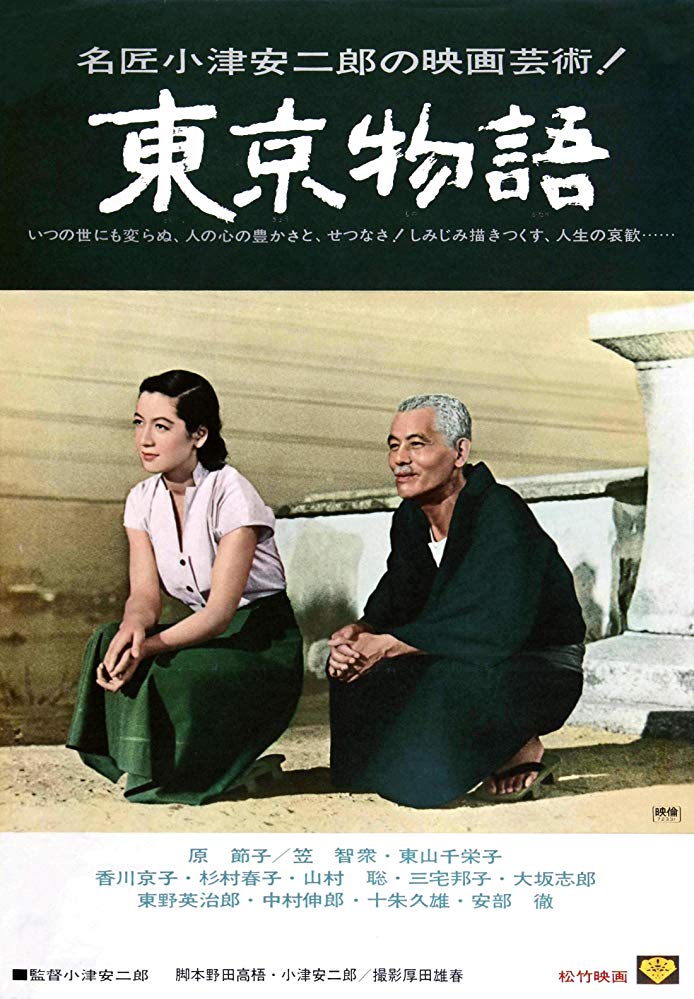 名匠小津安二郎の映画芸術!
東京物語
いつの世にも変らぬ、人の心の豊かさと、せつなさ!しみじみ描きつくす、人生の哀歓……
映倫
原 節子/笠 智衆・東山千栄子
香川京子・杉村春子・山村 聡・三宅邦子・大坂志郎
東野英治郎・中村伸郎・十朱久雄・安部 徹
■監督小津安二郎 脚本野田高梧・小津安二郎/撮影厚田雄春 松竹映画